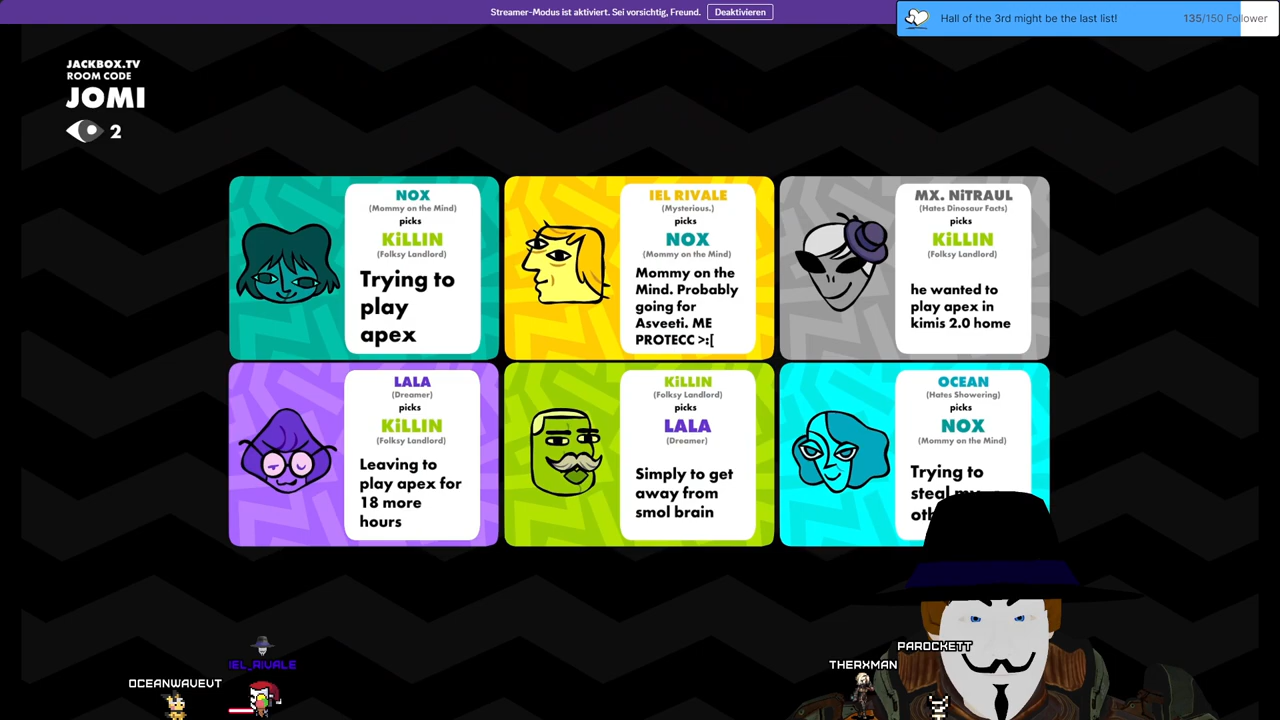 Streamer-Modus ist aktiviert. Sei vorsichtig, Freund.
Deaktivieren
Hall of the 3rd might be the last list!
135/150 Follower
JACKBOX.TV
ROOM CODE
JOMI
2
NOX
(Mommy on the Mind)
picks
KiLLiN
(Folksy Landlord)
Trying to
play
apex
IEL RIVALE
(Mysterious.)
picks
NOX
(Mommy on the Mind)
Mommy on the
Mind. Probably
going for
Asveeti. ME
PROTECC >:[
MX. NiTRAUL
(Hates Dinosaur Facts)
picks
KiLLiN
(Folksy Landlord)
he wanted to
play apex in
kimis 2.0 home
LALA
(Dreamer)
picks
KiLLiN
(Folksy Landlord)
Leaving to
play apex for
18 more
hours
KiLLiN
(Folksy Landlord)
picks
LALA
(Dreamer)
Simply to get
away from
smol brain
OCEAN
(Hates Showering)
picks
NOX
(Mommy on the Mind)
Trying to
steal
IEL_RIVALE
OCEANWAVEVT
PAROCKETT
THERXMAN